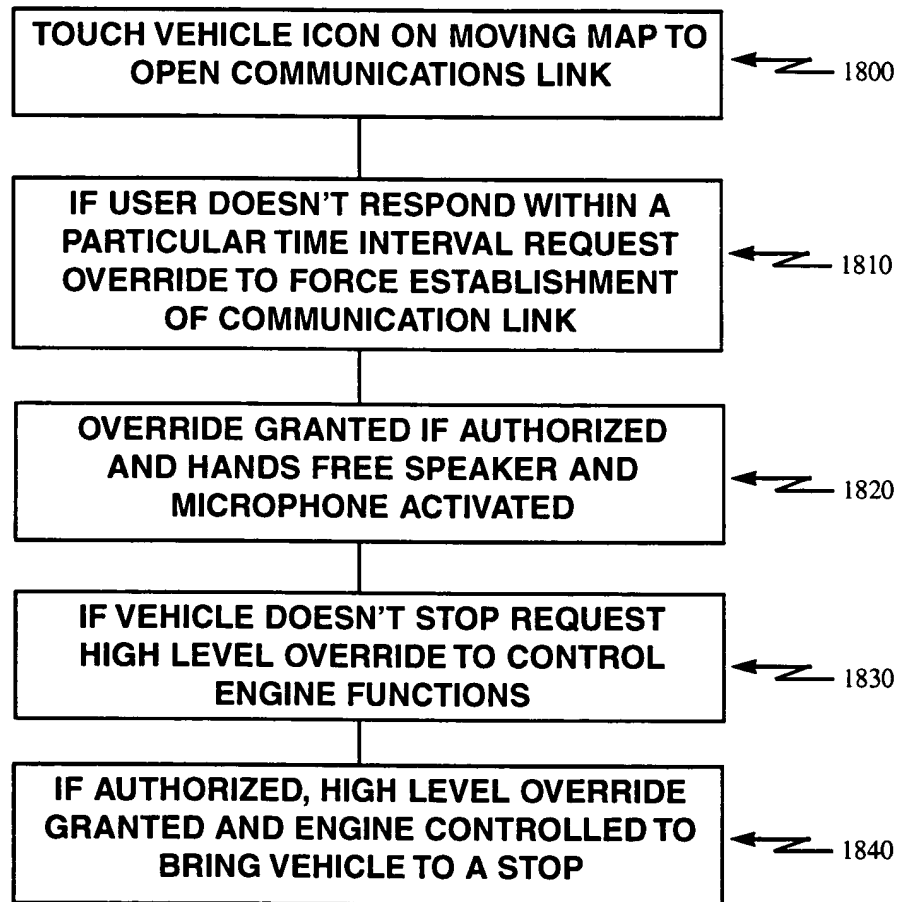 TOUCH VEHICLE ICON ON MOVING MAP TO
OPEN COMMUNICATIONS LINK
1800
IF USER DOESN'T RESPOND WITHIN A
PARTICULAR TIME INTERVAL REQUEST
OVERRIDE TO FORCE ESTABLISHMENT
OF COMMUNICATION LINK
1810
OVERRIDE GRANTED IF AUTHORIZED
AND HANDS FREE SPEAKER AND
MICROPHONE ACTIVATED
1820
IF VEHICLE DOESN'T STOP REQUEST
HIGH LEVEL OVERRIDE TO CONTROL
ENGINE FUNCTIONS
1830
IF AUTHORIZED, HIGH LEVEL OVERRIDE
GRANTED AND ENGINE CONTROLLED TO
BRING VEHICLE TO A STOP
1840